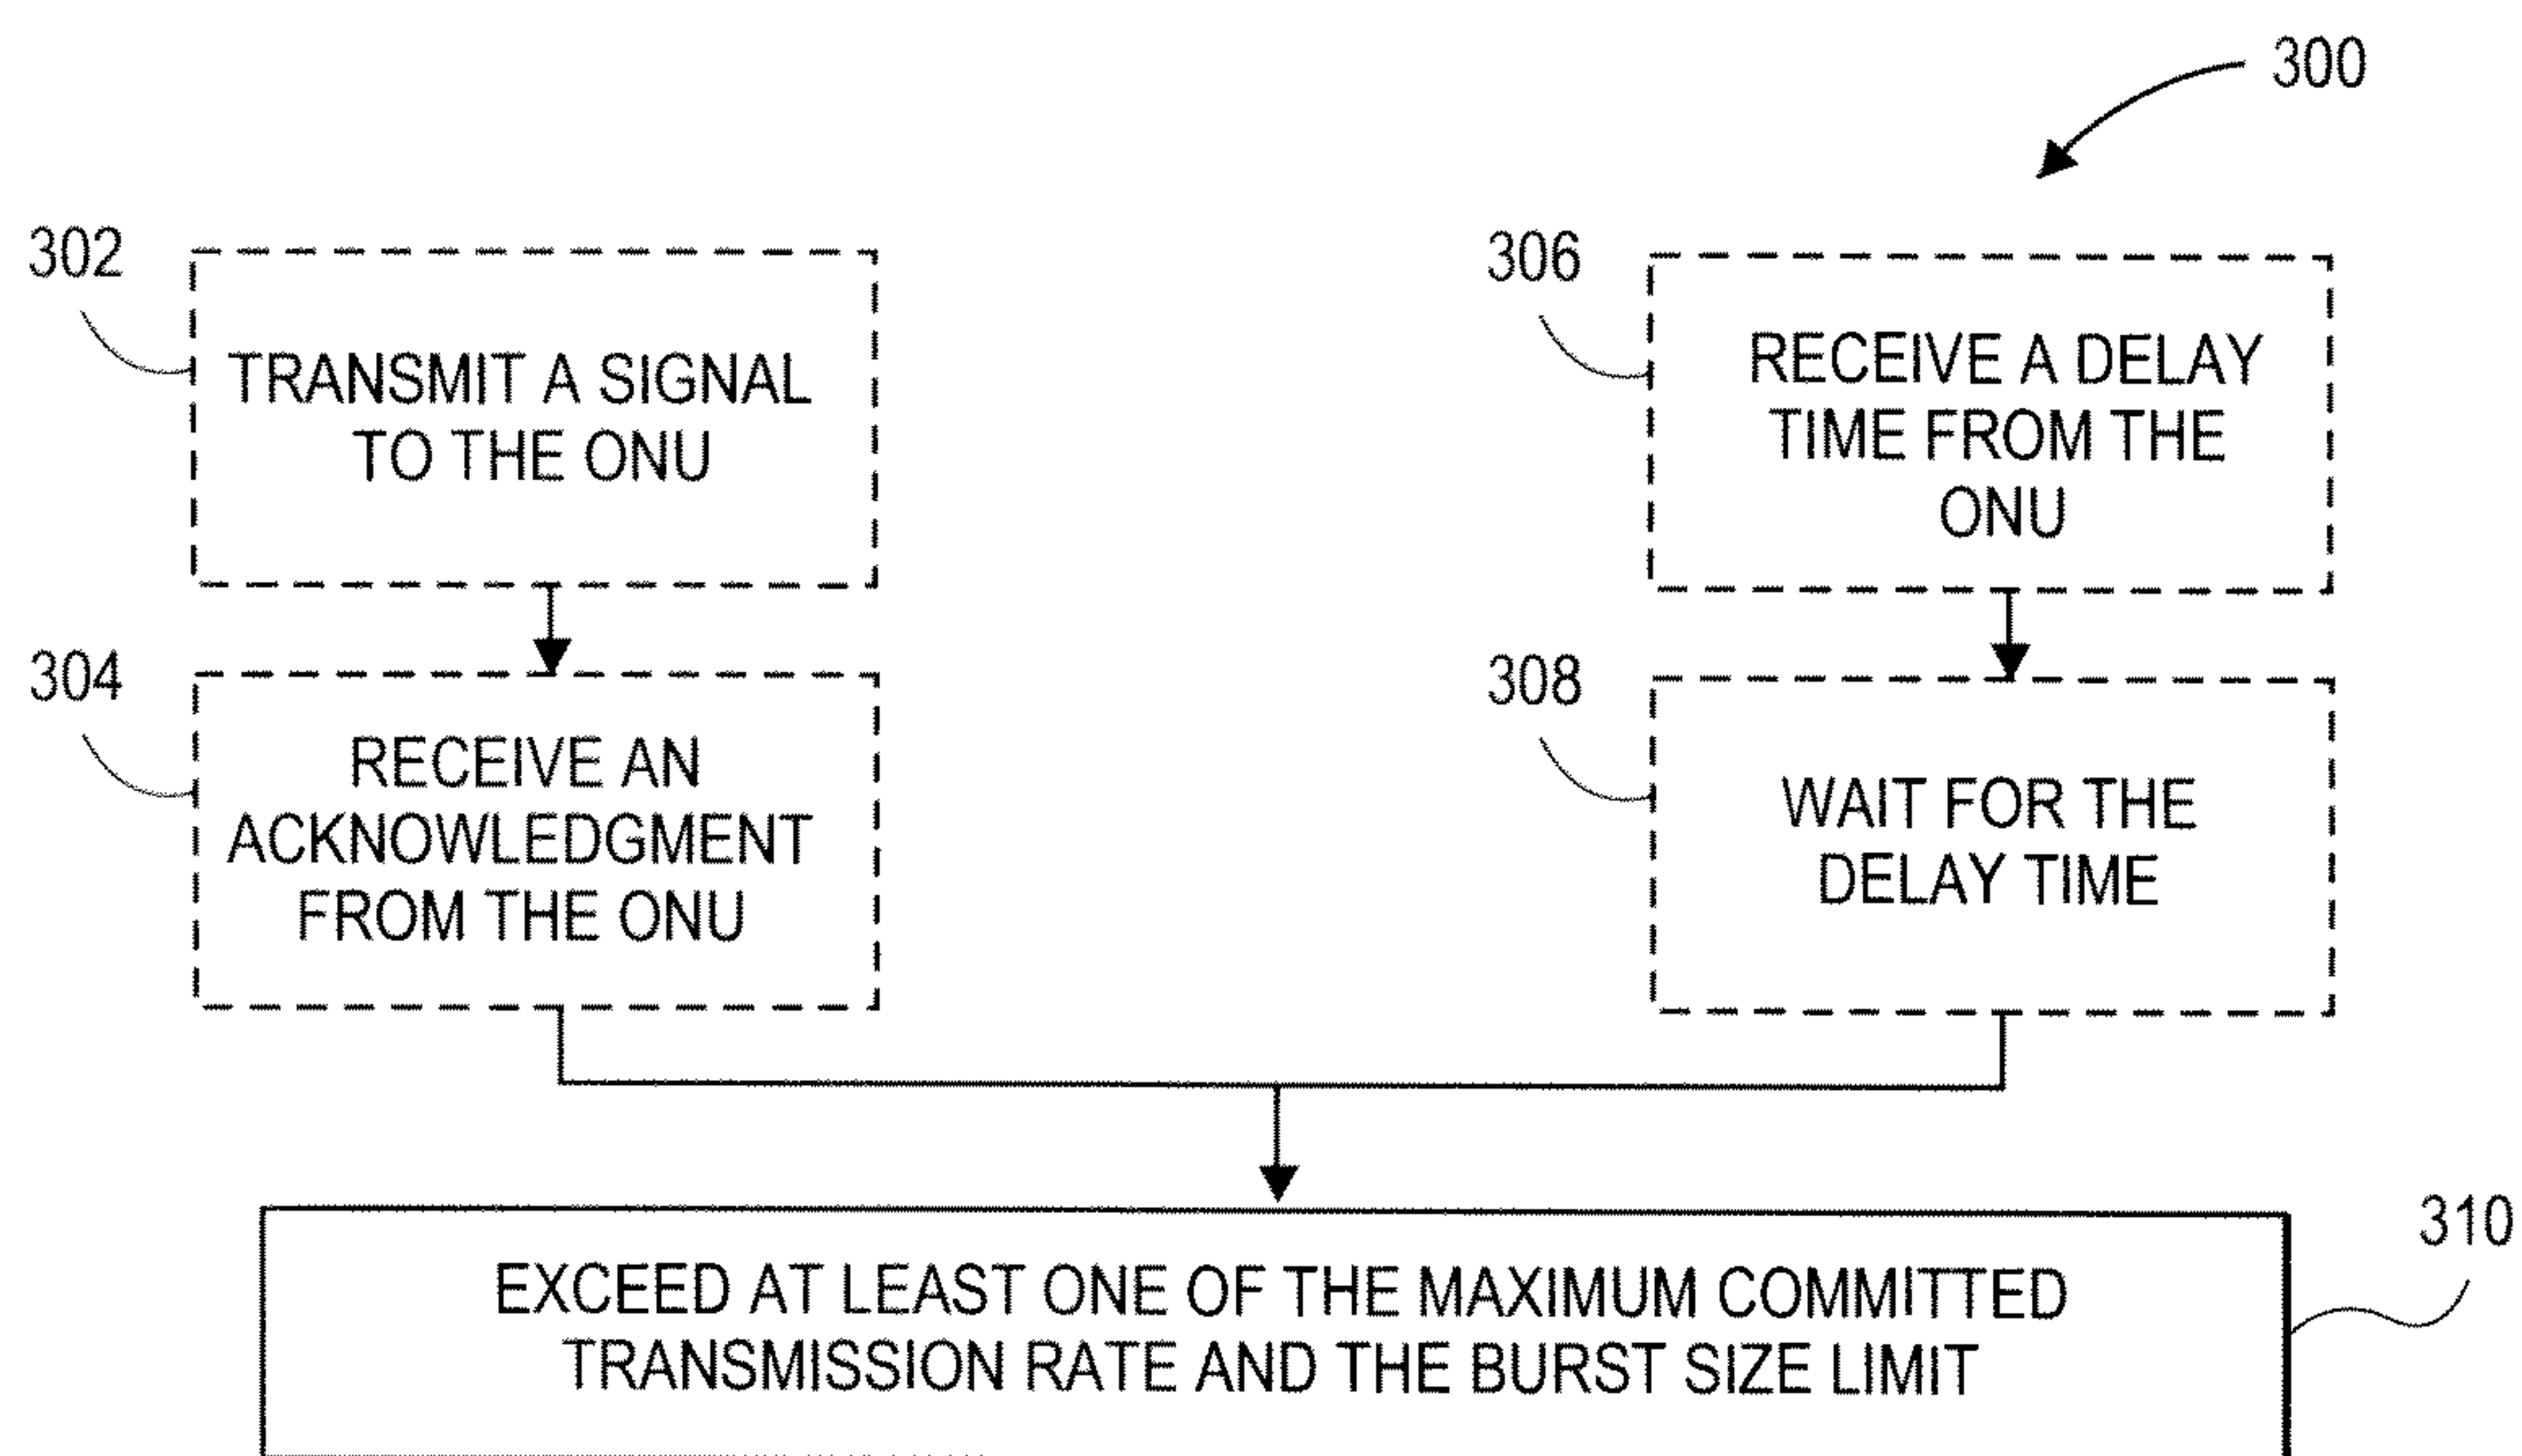 300
302
TRANSMIT A SIGNAL
TO THE ONU
306
RECEIVE A DELAY
TIME FROM THE
ONU
304
RECEIVE AN
ACKNOWLEDGMENT
FROM THE ONU
308
WAIT FOR THE
DELAY TIME
310
EXCEED AT LEAST ONE OF THE MAXIMUM COMMITTED
TRANSMISSION RATE AND THE BURST SIZE LIMIT